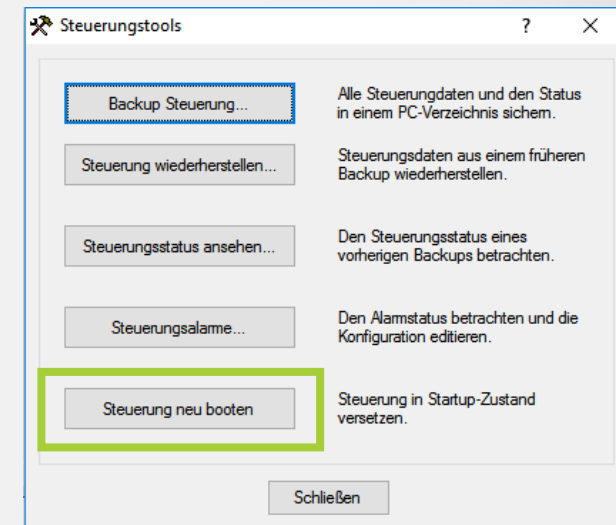 Steuerungstools
Backup Steuerung...
Alle Steuerungdaten und den Status
in einem PC-Verzeichnis sichern.
Steuerung wiederherstellen...
Steuerungsdaten aus einem früheren
Backup wiederherstellen.
Steuerungsstatus ansehen...
Den Steuerungsstatus eines
vorherigen Backups betrachten.
Steuerungsalarme...
Den Alarmstatus betrachten und die
Konfiguration editieren.
Steuerung neu booten
Steuerung in Startup-Zustand
versetzen.
Schließen